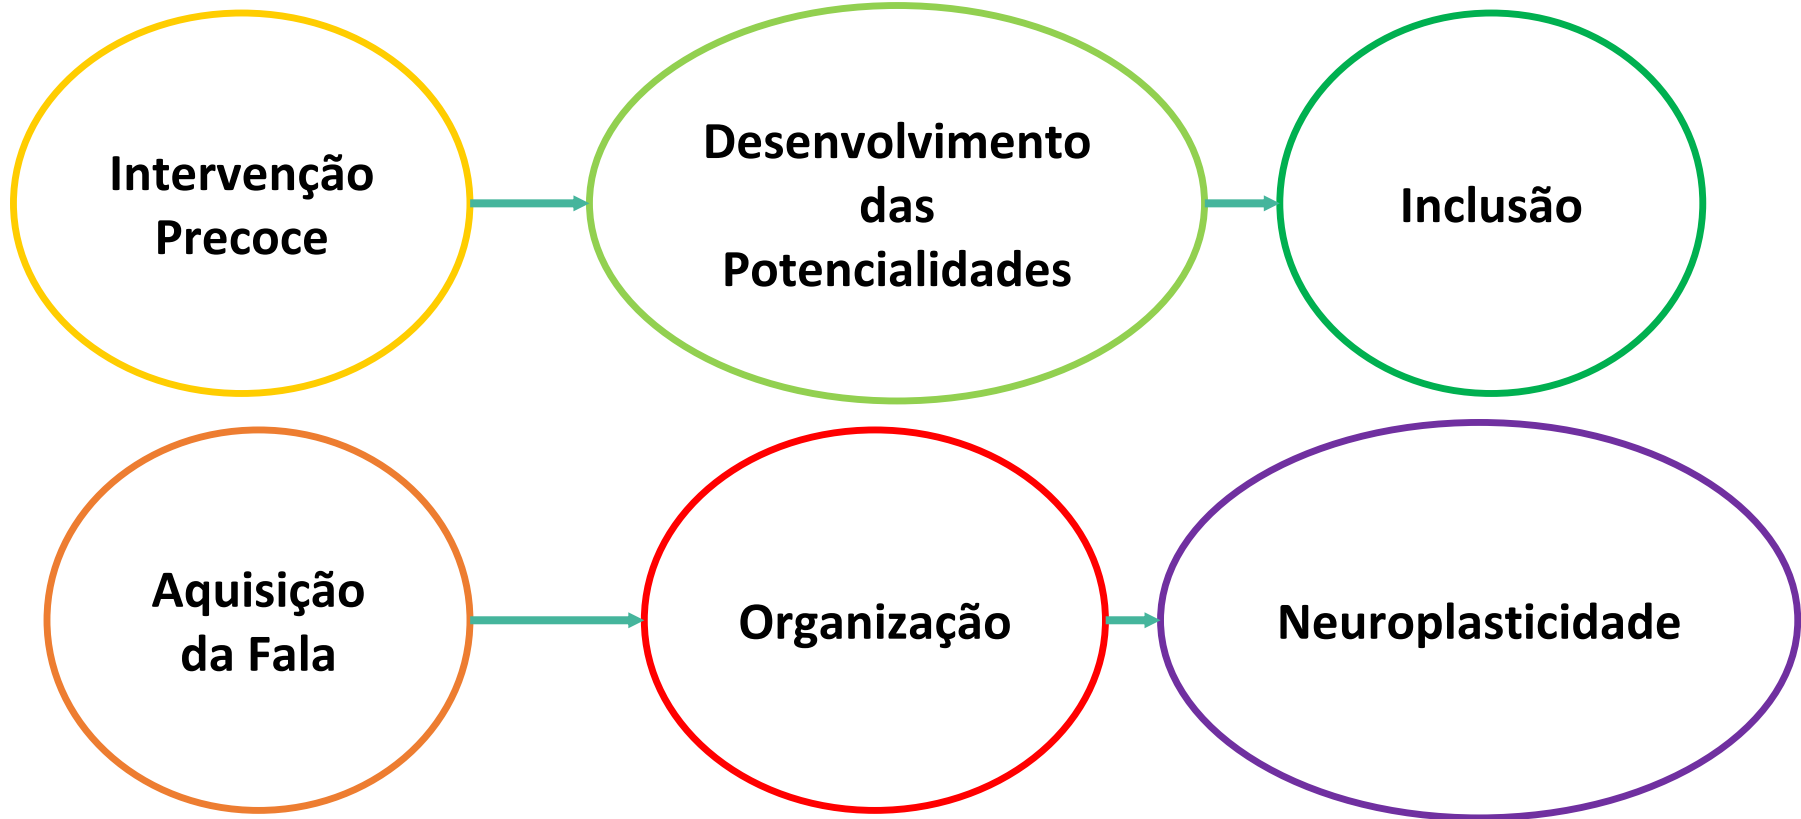 Intervenção
Precoce
Desenvolvimento
das
Potencialidades
Inclusão
Aquisição
da Fala
Organização
Neuroplasticidade